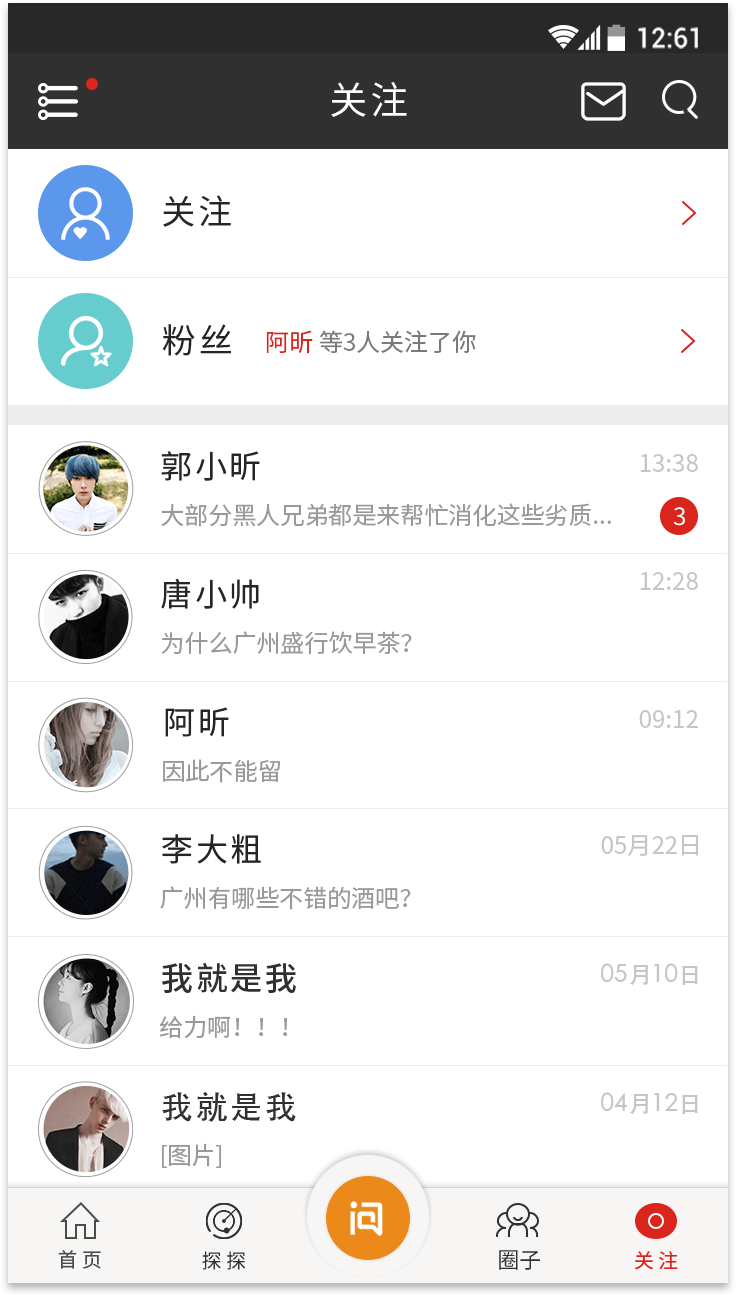 12:61
关注
关注
粉丝 阿昕 等3人关注了你
郭小昕 13:38
大部分黑人兄弟都是来帮忙消化这些劣质... 3
唐小帅 12:28
为什么广州盛行饮早茶？
阿昕 09:12
因此不能留
李大粗 05月22日
广州有哪些不错的酒吧？
我就是我 05月10日
给力啊！！！
我就是我 04月12日
[图片]
问
首页 探探 圈子 关注